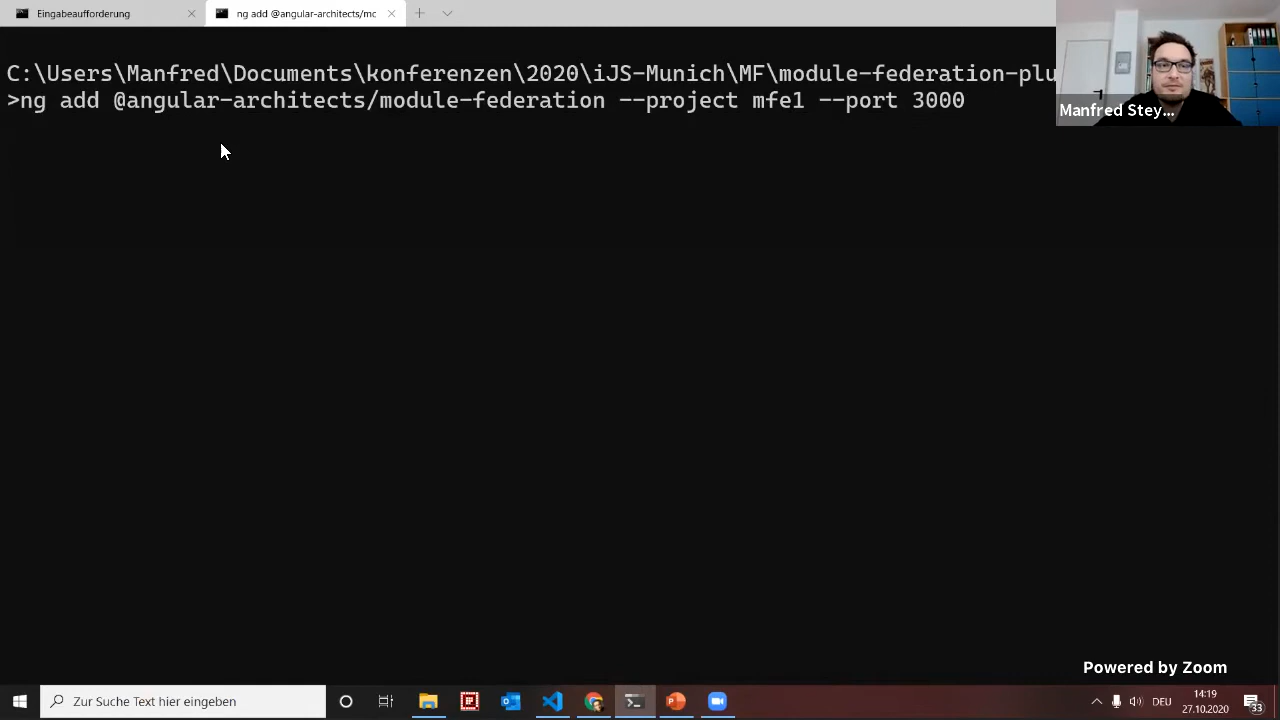 Eingabeaufforderung
ng add @angular-architects/mc
C:\Users\Manfred\Documents\konferenzen\2020\iJS-Munich\MF\module-federation-plu
>ng add @angular-architects/module-federation --project mfe1 --port 3000
Manfred Stey...
Powered by Zoom
Zur Suche Text hier eingeben
DEU
14:19
27.10.2020
33